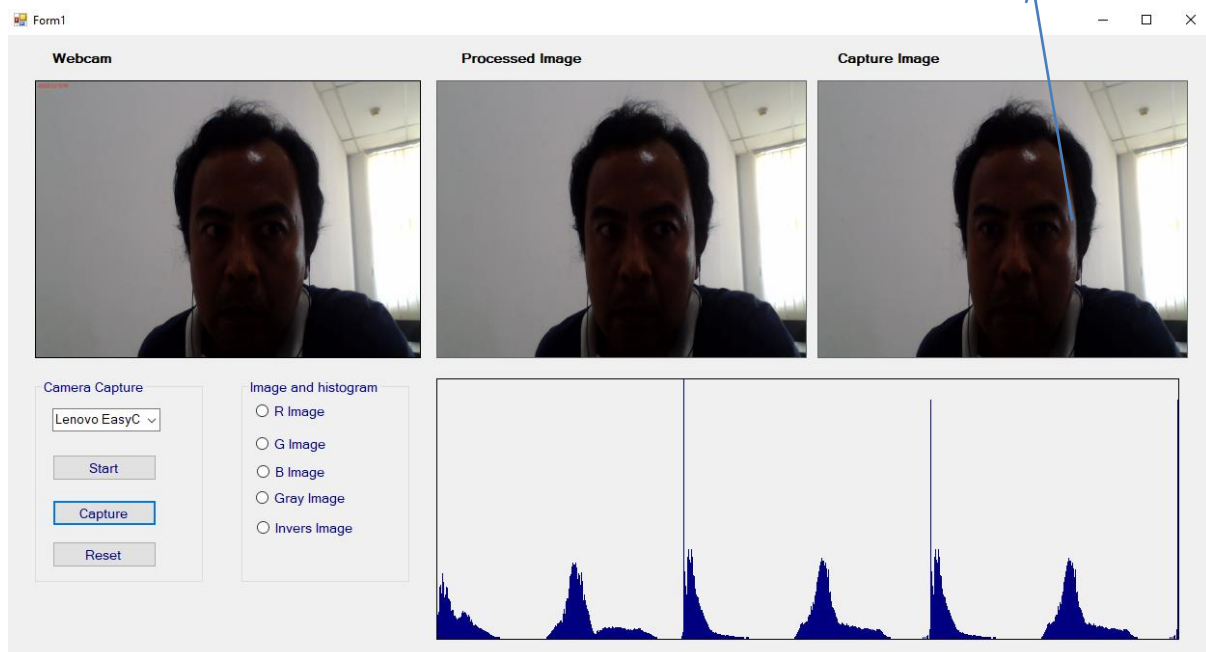 Form1
Webcam
Processed Image
Capture Image
Camera Capture
Lenovo EasyC
Start
Capture
Reset
Image and histogram
R Image
G Image
B Image
Gray Image
Invers Image